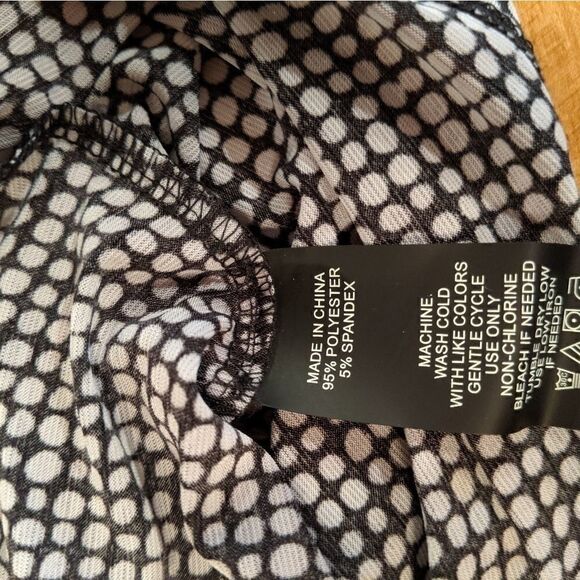 MADE IN CHINA
95% POLYESTER
5% SPANDEX
MACHINE.
WASH COLD
WITH LIKE COLORS
GENTLE CYCLE
USE ONLY
NON-CHLORINE
BLEACH IF NEEDED
TUMBLE DRY LOW
USE LOW IRON
IF NEEDED